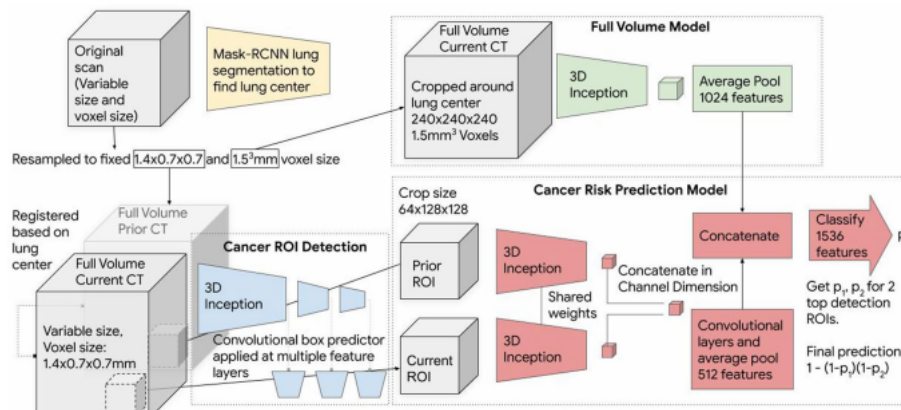 Original
scan
(Variable
size and
voxel size)
Mask-RCNN lung
segmentation to
find lung center
Resampled to fixed 1.4x0.7x0.7 and 1.5³mm voxel size
Full Volume Model
Full Volume
Current CT
Cropped around
lung center
240x240x240
1.5mm³ Voxels
3D
Inception
Average Pool
1024 features
Registered
based on
lung
center
Full Volume
Prior CT
Full Volume
Current CT
Variable size,
Voxel size:
1.4x0.7x0.7mm
Cancer ROI Detection
3D
Inception
Convolutional box predictor
applied at multiple feature
layers
Cancer Risk Prediction Model
Crop size
64x128x128
Prior
ROI
Current
ROI
3D
Inception
Shared
weights
3D
Inception
Concatenate in
Channel Dimension
Concatenate
Convolutional
layers and
average pool
512 features
Classify
1536
features
Get p₁, p₂ for 2
top detection
ROIs.
Final prediction
1 - (1-p₁)(1-p₂)